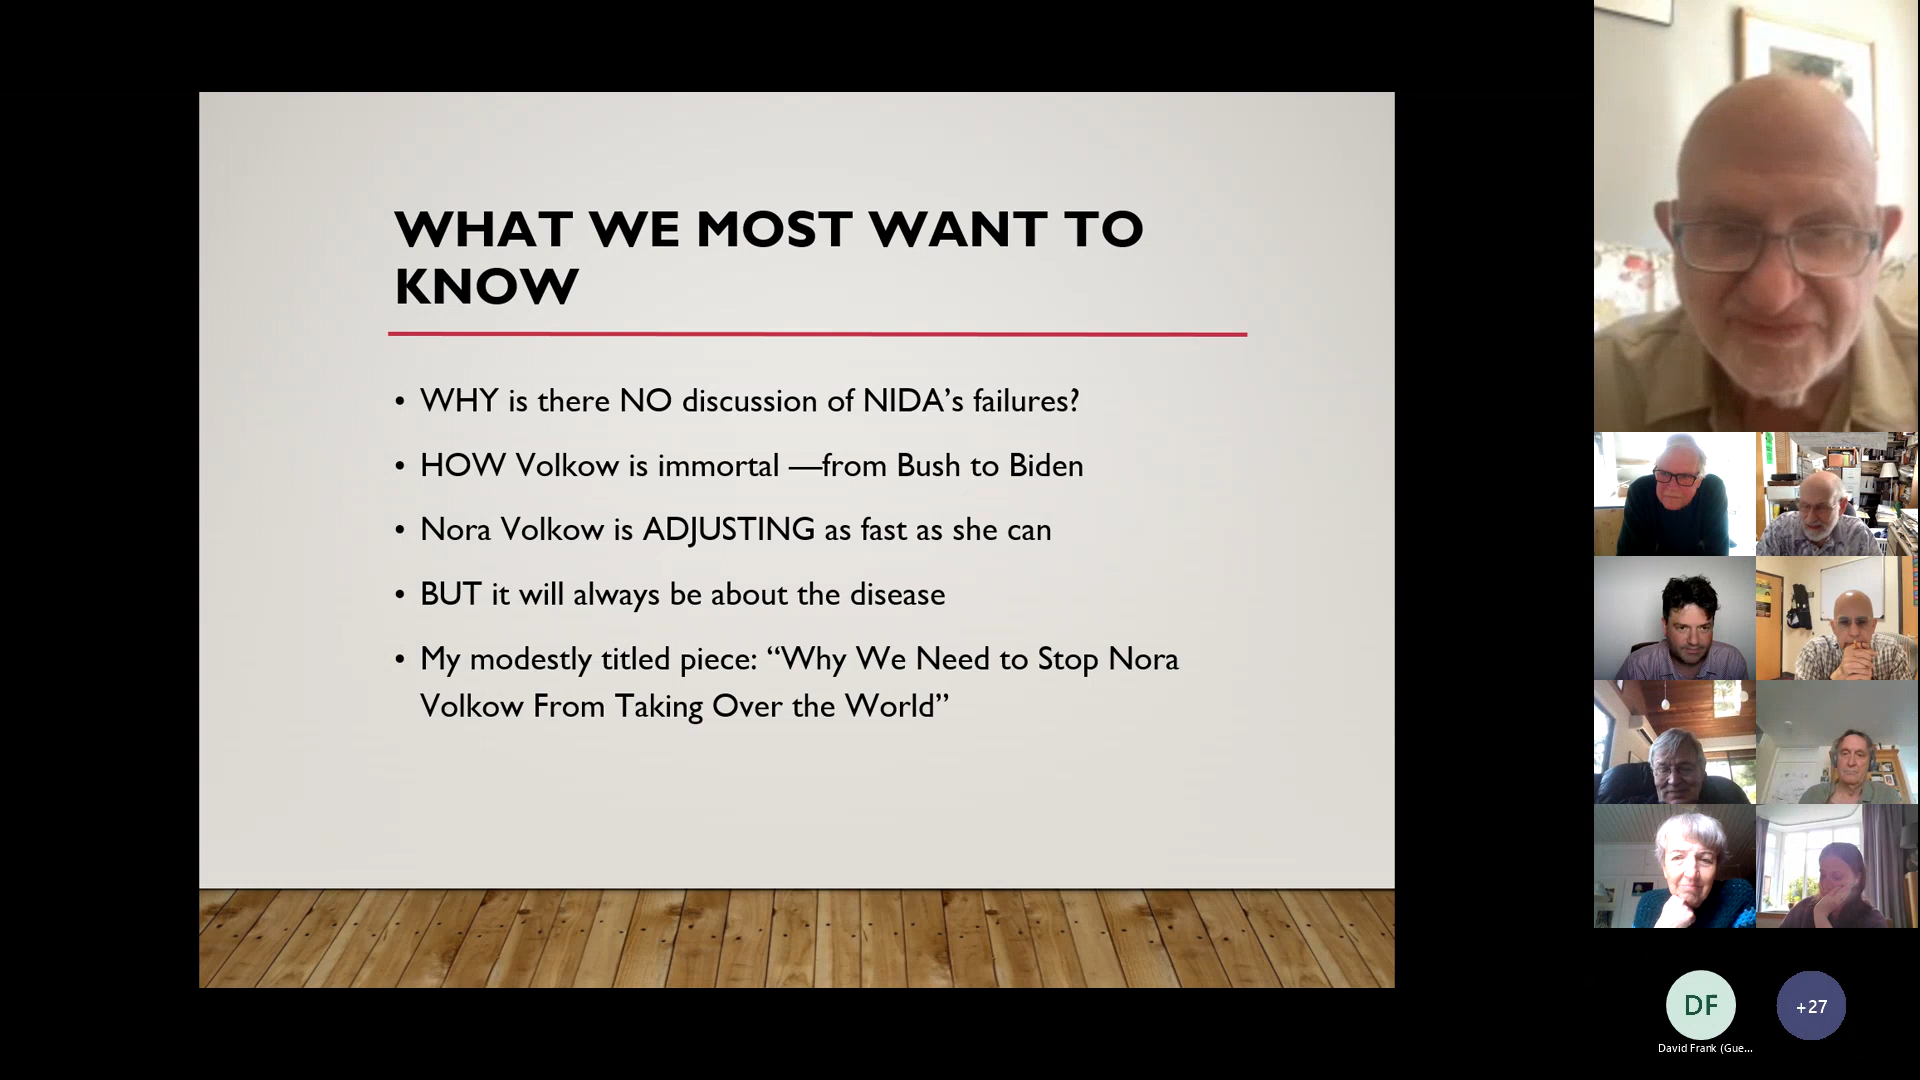 WHAT WE MOST WANT TO
KNOW
• WHY is there NO discussion of NIDA’s failures?
• HOW Volkow is immortal —from Bush to Biden
• Nora Volkow is ADJUSTING as fast as she can
• BUT it will always be about the disease
• My modestly titled piece: “Why We Need to Stop Nora
Volkow From Taking Over the World”
DF
+27
David Frank (Gue...